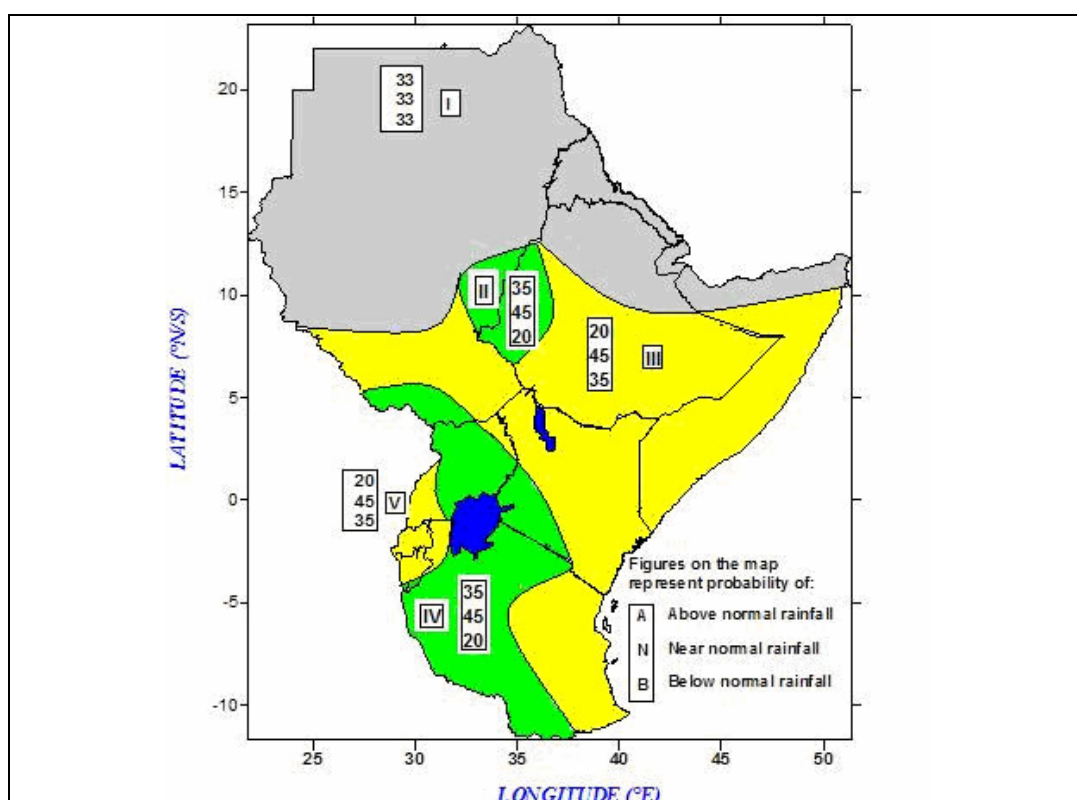 20
15
10
5
0
-5
-10
LATITUDE (°N/S)
33
33
33
I
II
35
45
20
20
45
35
III
20
45
35
V
IV
35
45
20
Figures on the map
represent probability of:
A Above normal rainfall
N Near normal rainfall
B Below normal rainfall
25 30 35 40 45 50
LONGITUDE (°E)